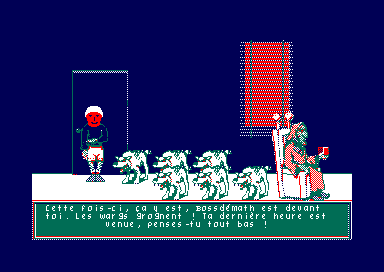 Cette fois-ci, ça y est, Bossdémath est devant
toi. Les wargs grognent ! Ta dernière heure est
venue, penses-tu tout bas !